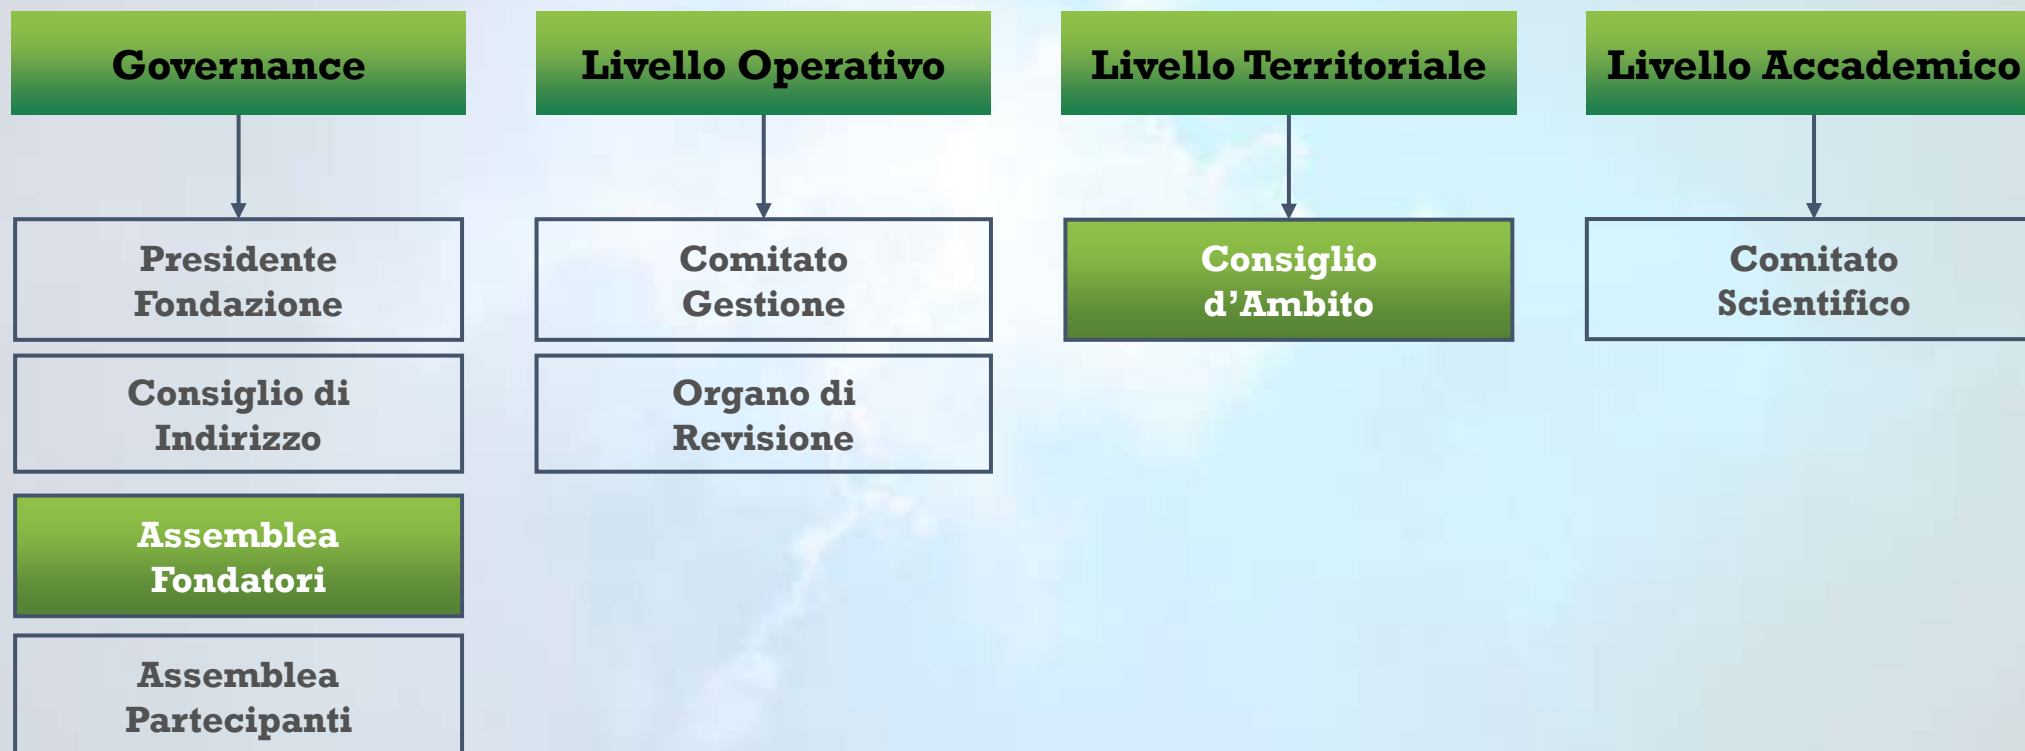 Governance
Livello Operativo
Livello Territoriale
Livello Accademico
Presidente
Fondazione
Comitato
Gestione
Consiglio
d’Ambito
Comitato
Scientifico
Consiglio di
Indirizzo
Organo di
Revisione
Assemblea
Fondatori
Assemblea
Partecipanti